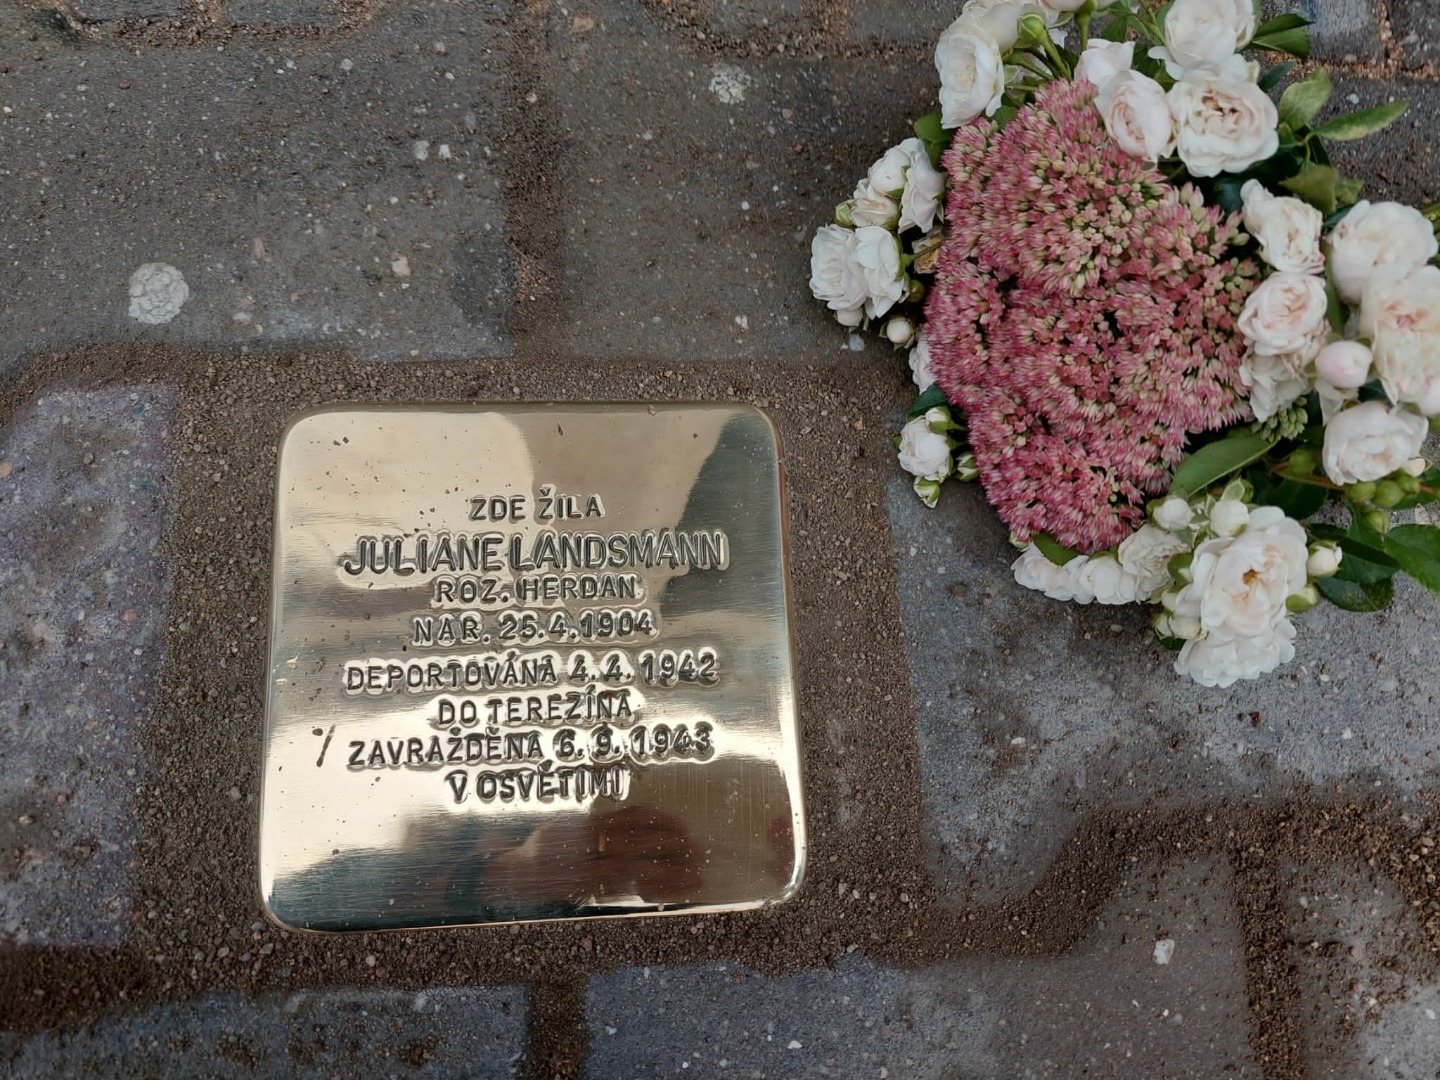 ZDE ŽILA
JULIANE LANDSMANN
ROZ. HERDAN
NAR. 25.4.1904
DEPORTOVÁNA 4.4. 1942
DO TEREZÍNA
ZAVRAŽDĚNA 6.9.1943
V OSVĚTIMI